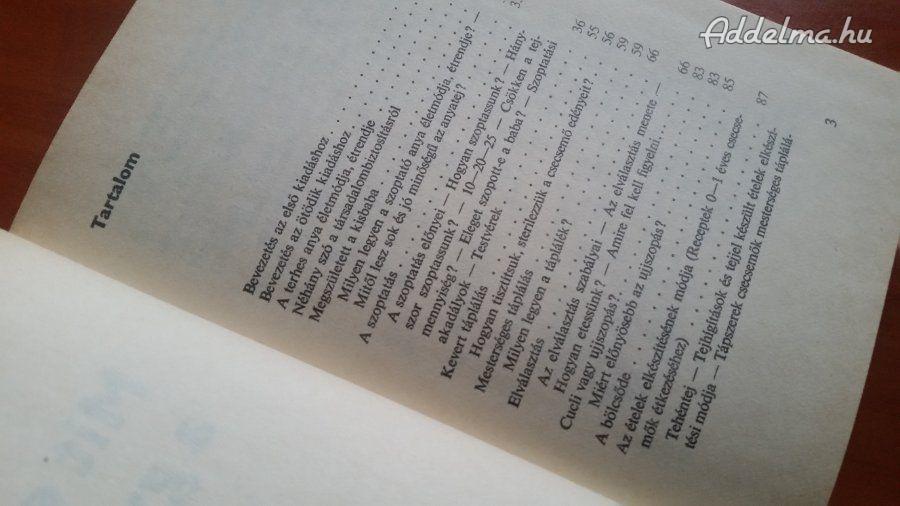 Addelma.hu
Tartalom
Bevezetés az első kiadáshoz
Bevezetés az ötödik kiadáshoz
A terhes anya életmódja, étrendje
Néhány szó a társadalombiztosításról
Megszületett a kisbaba
Milyen legyen a szoptató anya életmódja, étrendje? —
Mitől lesz sok és jó minőségű az anyatej?
A szoptatás
A szoptatás előnyei — Hogyan szoptassunk? — Hány-
szor szoptassunk? — 10—20—25 — Csökken a tej-
mennyiség? — Eleget szopott-e a baba? — Szoptatási
akadályok — Testvérek
Kevert táplálás 55
Hogyan tisztítsuk, sterilezzük a csecsemő edényeit? 56
Mesterséges táplálás 59
Milyen legyen a táplálék? 59
Elválasztás 66
Az elválasztás szabályai — Az elválasztás menete —
Hogyan etessünk? — Amire fel kell figyelni...
Cucli vagy ujjszopás?
Miért előnyösebb az ujjszopás? 83
A bölcsőde 85
Az ételek elkészítésének módja (Receptek 0—1 éves csecse-
mők étkezéséhez) 87
Tehéntej — Tejhígítások és tejjel készült ételek elkészí-
tési módja — Tápszerek csecsemők mesterséges táplálá-
3